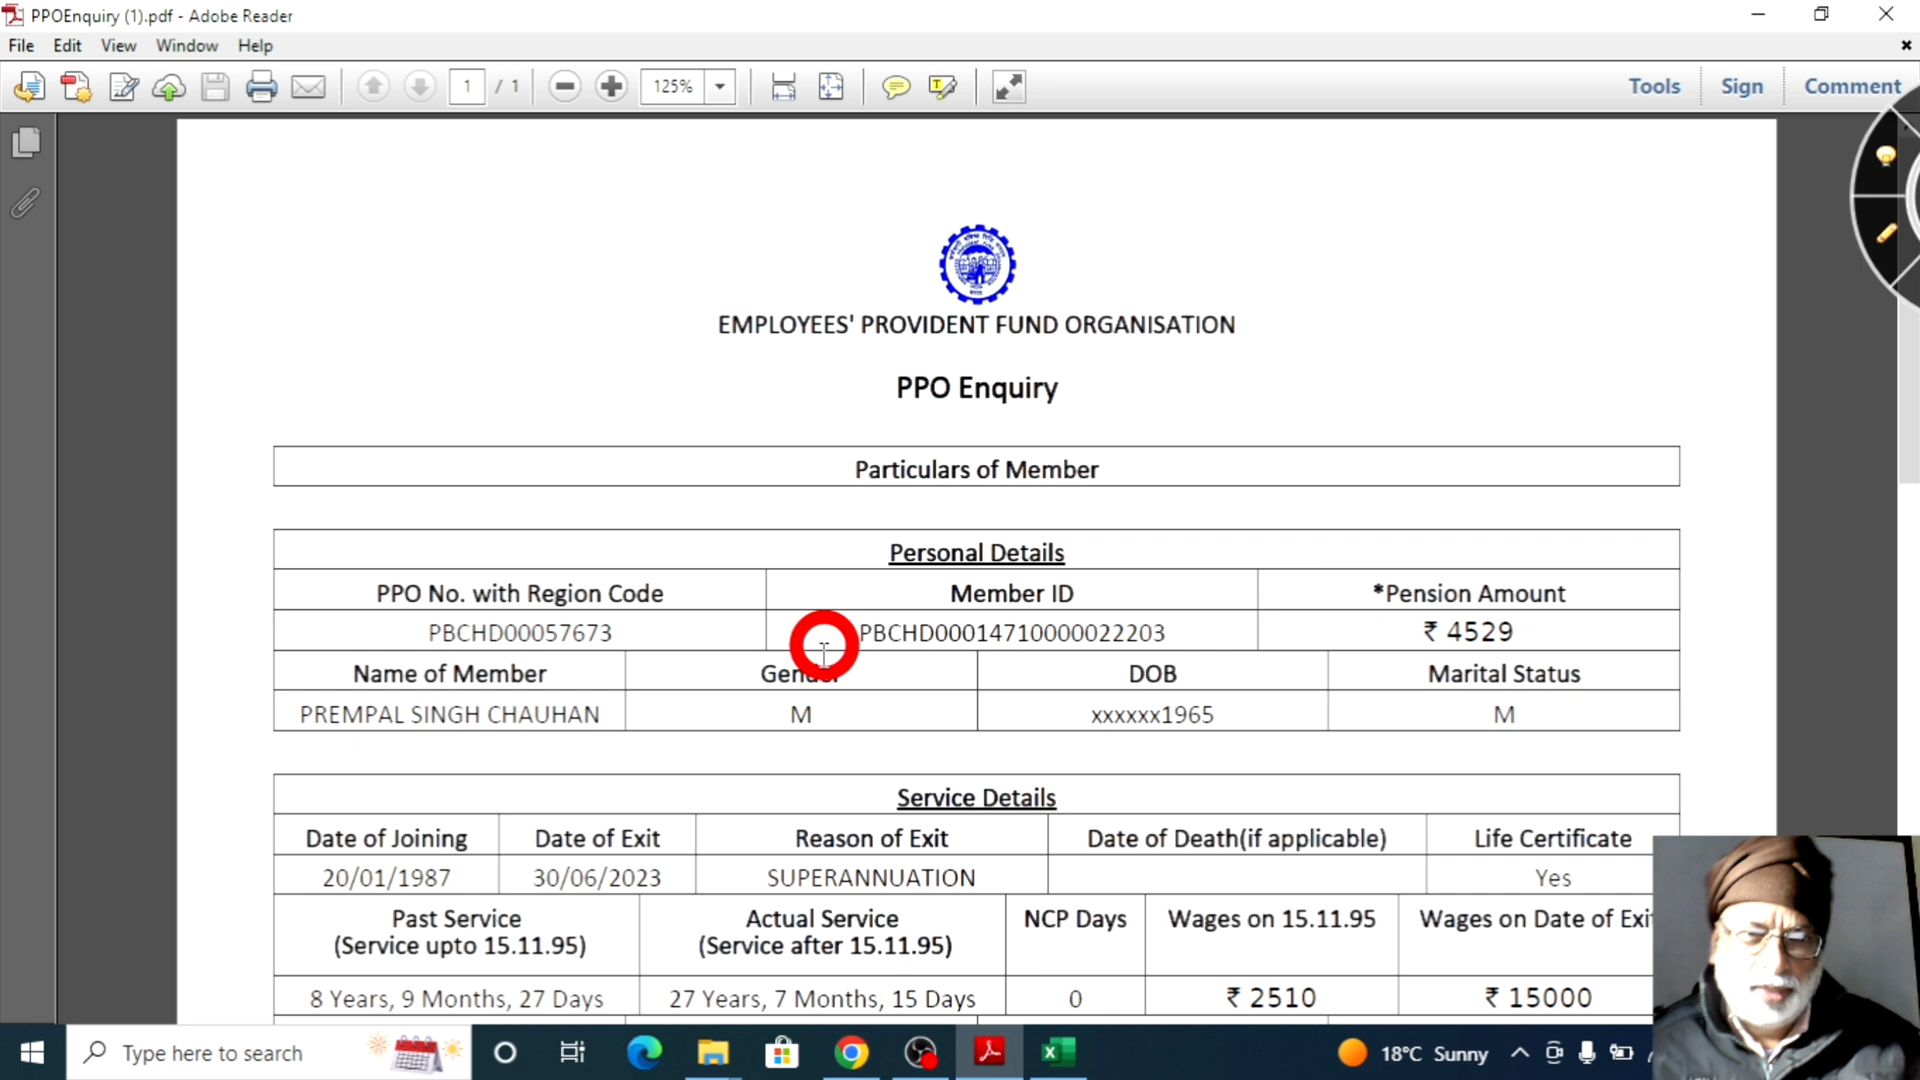 PPOEnquiry (1).pdf - Adobe Reader
File Edit View Window Help
1 / 1 125% Tools Sign Comment
EMPLOYEES' PROVIDENT FUND ORGANISATION
PPO Enquiry
Particulars of Member
Personal Details
PPO No. with Region Code Member ID *Pension Amount
PBCHD00057673 PBCHD00014710000022203 ₹ 4529
Name of Member Gender DOB Marital Status
PREMPAL SINGH CHAUHAN M xxxxxx1965 M
Service Details
Date of Joining Date of Exit Reason of Exit Date of Death(if applicable) Life Certificate
20/01/1987 30/06/2023 SUPERANNUATION Yes
Past Service Actual Service NCP Days Wages on 15.11.95 Wages on Date of Exi
(Service upto 15.11.95) (Service after 15.11.95)
8 Years, 9 Months, 27 Days 27 Years, 7 Months, 15 Days 0 ₹ 2510 ₹ 15000
Type here to search 18°C Sunny